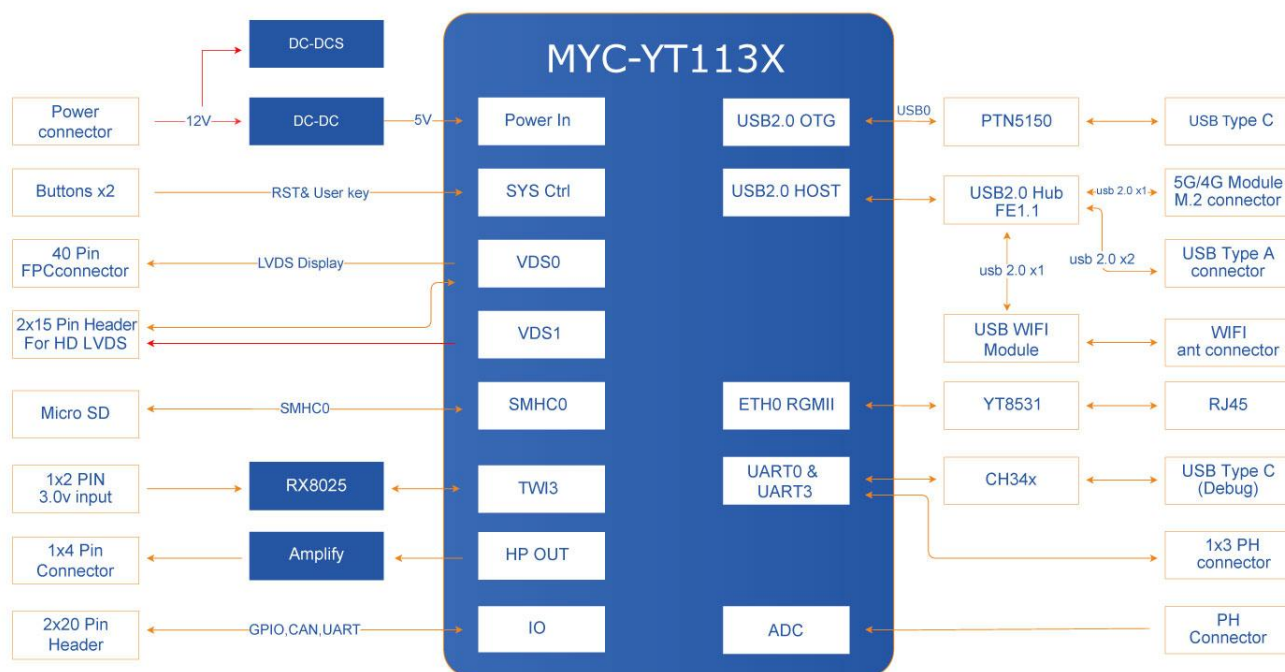 MYC-YT113X
DC-DCS
Power
connector
12V
DC-DC
5V
Power In
Buttons x2
RST& User key
SYS Ctrl
40 Pin
FPCconnector
LVDS Display
VDS0
2x15 Pin Header
For HD LVDS
VDS1
Micro SD
SMHC0
SMHC0
1x2 PIN
3.0v input
RX8025
TWI3
1x4 Pin
Connector
Amplify
HP OUT
2x20 Pin
Header
GPIO,CAN,UART
IO
USB2.0 OTG
USB0
PTN5150
USB Type C
USB2.0 HOST
USB2.0 Hub
FE1.1
usb 2.0 x1
5G/4G Module
M.2 connector
usb 2.0 x2
USB Type A
connector
usb 2.0 x1
USB WIFI
Module
WIFI
ant connector
ETH0 RGMII
YT8531
RJ45
UART0 &
UART3
CH34x
USB Type C
(Debug)
1x3 PH
connector
ADC
PH
Connector